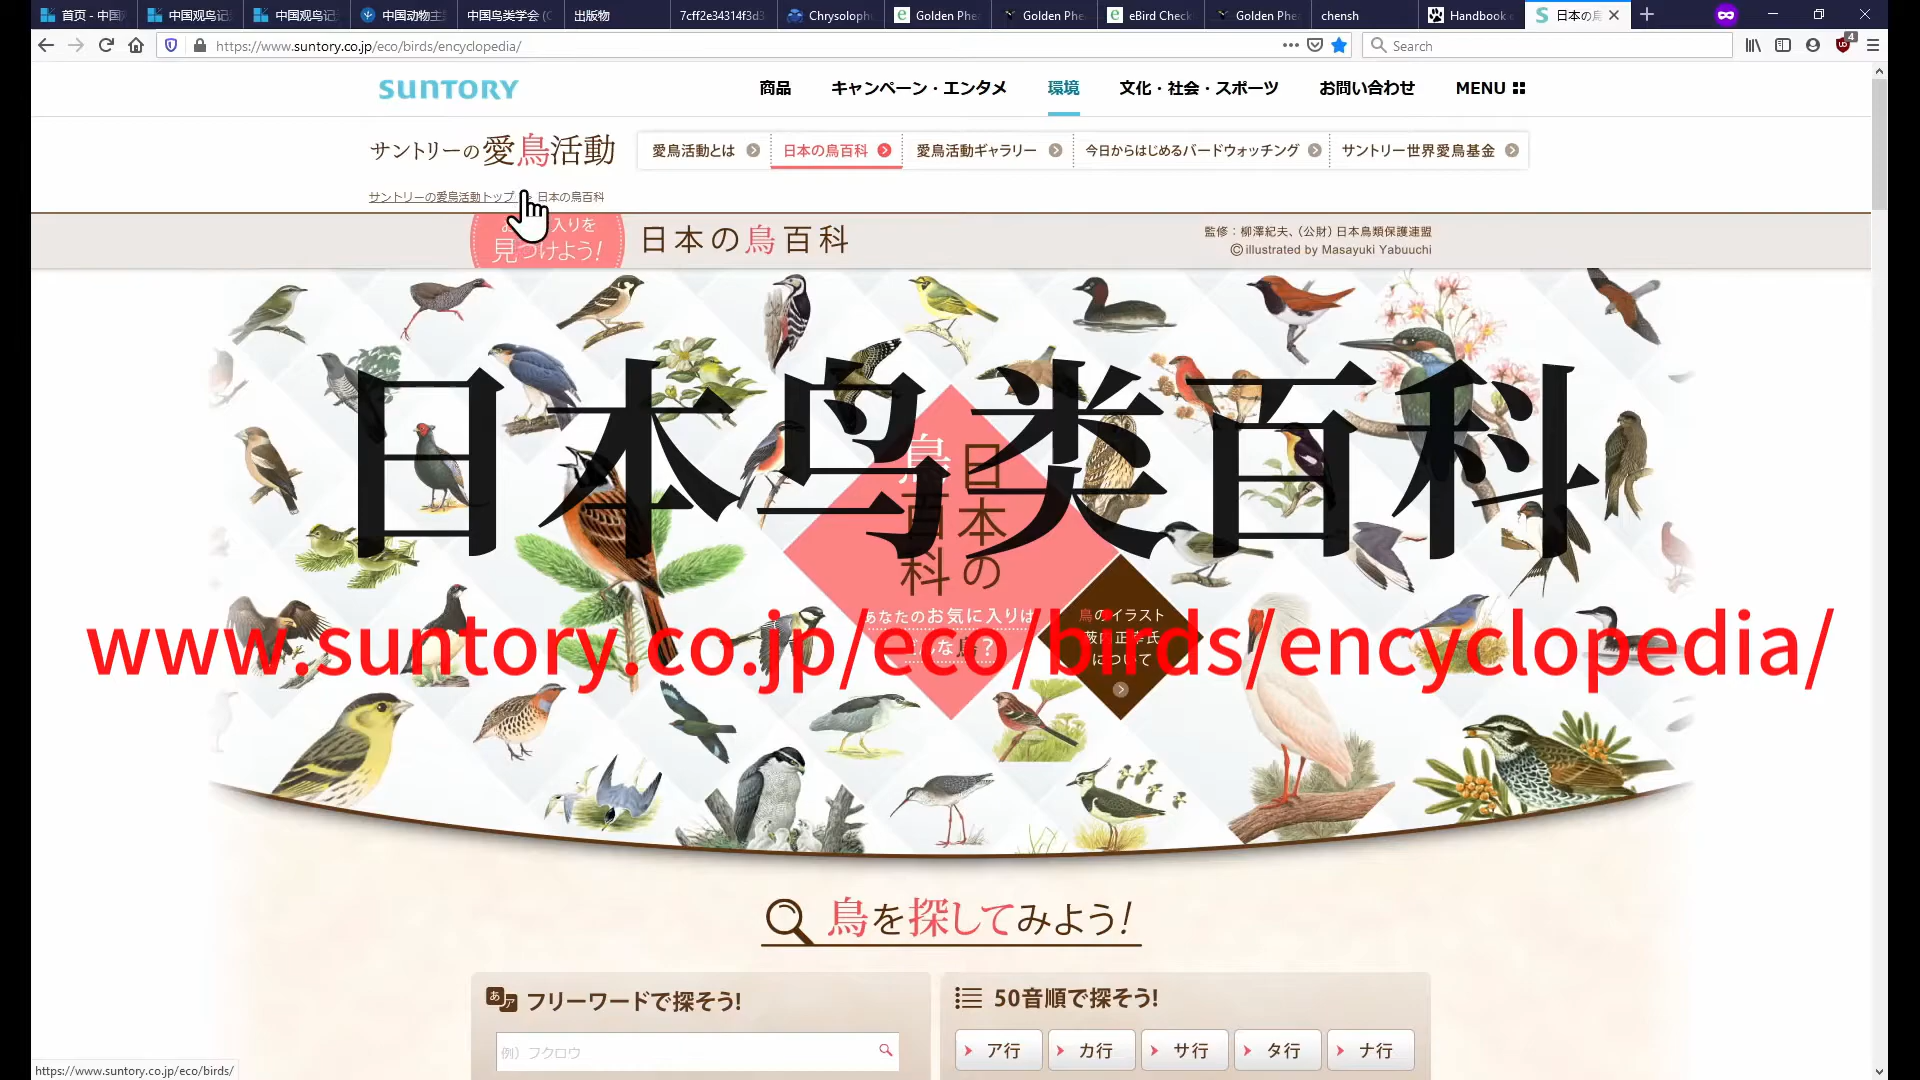 首页 - 中国
中国观鸟记
中国观鸟记
中国动物主
中国鸟类学会 (C
出版物
7cff2e34314f3d3
Chrysoloph
Golden Phe
Golden Phe
eBird Check
Golden Phe
chensh
Handbook o
日本の鳥
https://www.suntory.co.jp/eco/birds/encyclopedia/
Search
4
SUNTORY
商品
キャンペーン・エンタメ
環境
文化・社会・スポーツ
お問い合わせ
MENU
サントリーの愛鳥活動
愛鳥活動とは
日本の鳥百科
愛鳥活動ギャラリー
今日からはじめるバードウォッチング
サントリー世界愛鳥基金
サントリーの愛鳥活動トップ
日本の鳥百科
入りを
見つけよう!
日本の鳥百科
監修：柳澤紀夫、（公財）日本鳥類保護連盟
©illustrated by Masayuki Yabuuchi
日本鸟类百科
日本の
鳥百科
あなたのお気に入りは
どんな鳥？
鳥のイラスト
薮内正幸氏
について
www.suntory.co.jp/eco/birds/encyclopedia/
鳥を探してみよう!
あ
ア
フリーワードで探そう!
例）フクロウ
50音順で探そう!
ア行
カ行
サ行
タ行
ナ行
https://www.suntory.co.jp/eco/birds/